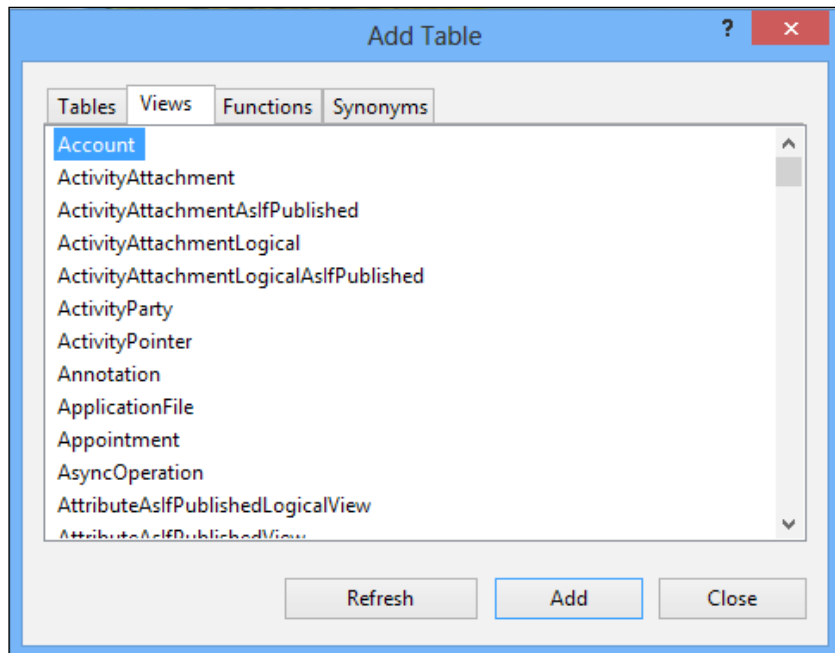 Add Table
?
×
Tables Views Functions Synonyms
Account
ActivityAttachment
ActivityAttachmentAsIfPublished
ActivityAttachmentLogical
ActivityAttachmentLogicalAsIfPublished
ActivityParty
ActivityPointer
Annotation
ApplicationFile
Appointment
AsyncOperation
AttributeAsIfPublishedLogicalView
AttributeAsIfPublishedView
Refresh Add Close